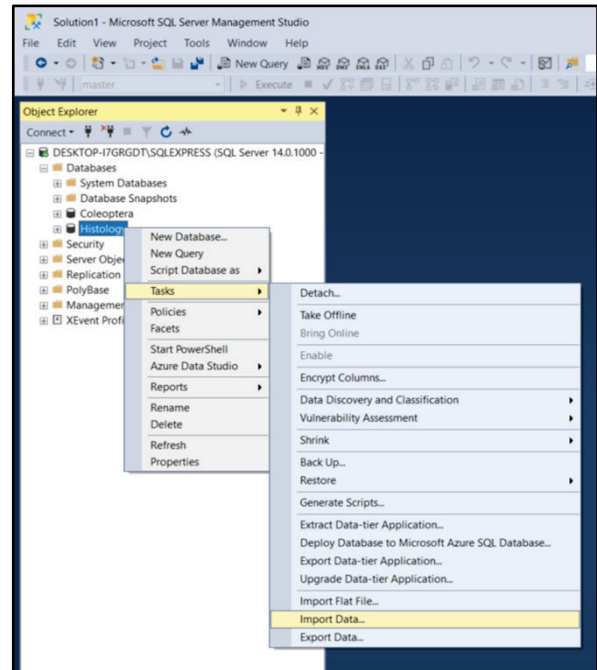 Solution1 - Microsoft SQL Server Management Studio
File Edit View Project Tools Window Help
New Query
master
Execute
Object Explorer
Connect
DESKTOP-I7GRGDT\SQLEXPRESS (SQL Server 14.0.1000 -
Databases
System Databases
Database Snapshots
Coleoptera
Histology
Security
Server Obje
Replication
PolyBase
Managemer
XEvent Profi
New Database...
New Query
Script Database as
Tasks
Policies
Facets
Start PowerShell
Azure Data Studio
Reports
Rename
Delete
Refresh
Properties
Detach...
Take Offline
Bring Online
Enable
Encrypt Columns...
Data Discovery and Classification
Vulnerability Assessment
Shrink
Back Up...
Restore
Generate Scripts...
Extract Data-tier Application...
Deploy Database to Microsoft Azure SQL Database...
Export Data-tier Application...
Upgrade Data-tier Application...
Import Flat File...
Import Data...
Export Data...